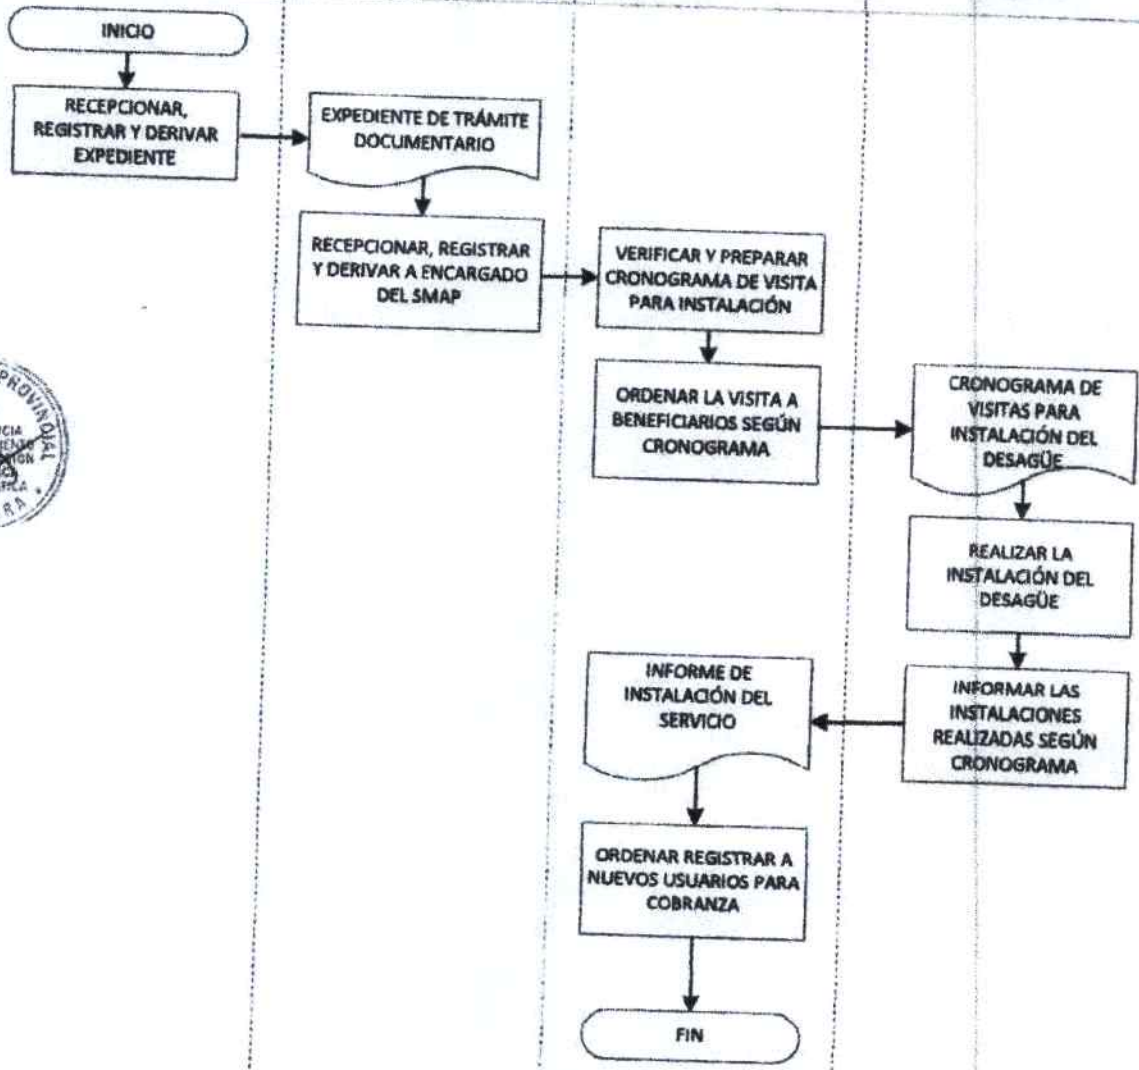 INICIO
RECEPCIONAR,
REGISTRAR Y DERIVAR
EXPEDIENTE
EXPEDIENTE DE TRÁMITE
DOCUMENTARIO
RECEPCIONAR, REGISTRAR
Y DERIVAR A ENCARGADO
DEL SMAP
VERIFICAR Y PREPARAR
CRONOGRAMA DE VISITA
PARA INSTALACIÓN
ORDENAR LA VISITA A
BENEFICIARIOS SEGÚN
CRONOGRAMA
CRONOGRAMA DE
VISITAS PARA
INSTALACIÓN DEL
DESAGÜE
REALIZAR LA
INSTALACIÓN DEL
DESAGÜE
INFORMAR LAS
INSTALACIONES
REALIZADAS SEGÚN
CRONOGRAMA
INFORME DE
INSTALACIÓN DEL
SERVICIO
ORDENAR REGISTRAR A
NUEVOS USUARIOS PARA
COBRANZA
FIN
PROVINCIAL